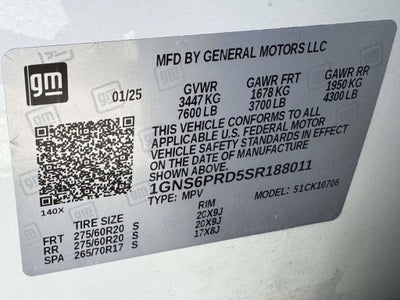 MFD BY GENERAL MOTORS LLC
gm
01/25
GVWR GAWR FRT GAWR RR
3447 KG 1678 KG 1950 KG
7600 LB 3700 LB 4300 LB
THIS VEHICLE CONFORMS TO ALL
APPLICABLE U.S. FEDERAL MOTOR
VEHICLE SAFETY STANDARDS IN EFFECT
ON THE DATE OF MANUFACTURE
SHOWN ABOVE.
1GNS6PRD5SR188011
TYPE: MPV MODEL: 51CK10706
140X
TIRE SIZE RIM
FRT 275/60R20 S 20X9J
RR 275/60R20 S 20X9J
SPA 265/70R17 S 17X8J